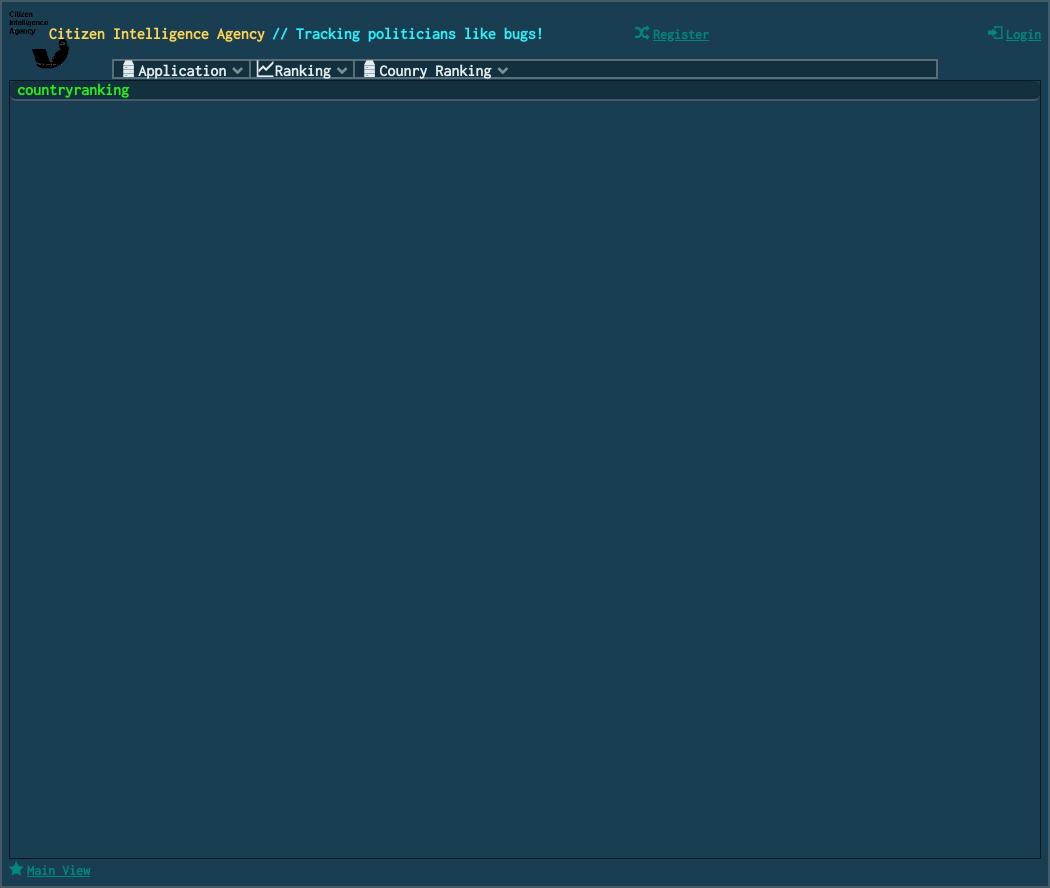 Citizen
Intelligence
Agency
Citizen Intelligence Agency // Tracking politicians like bugs!
Register
Login
Application
Ranking
Counry Ranking
countryranking
Main View